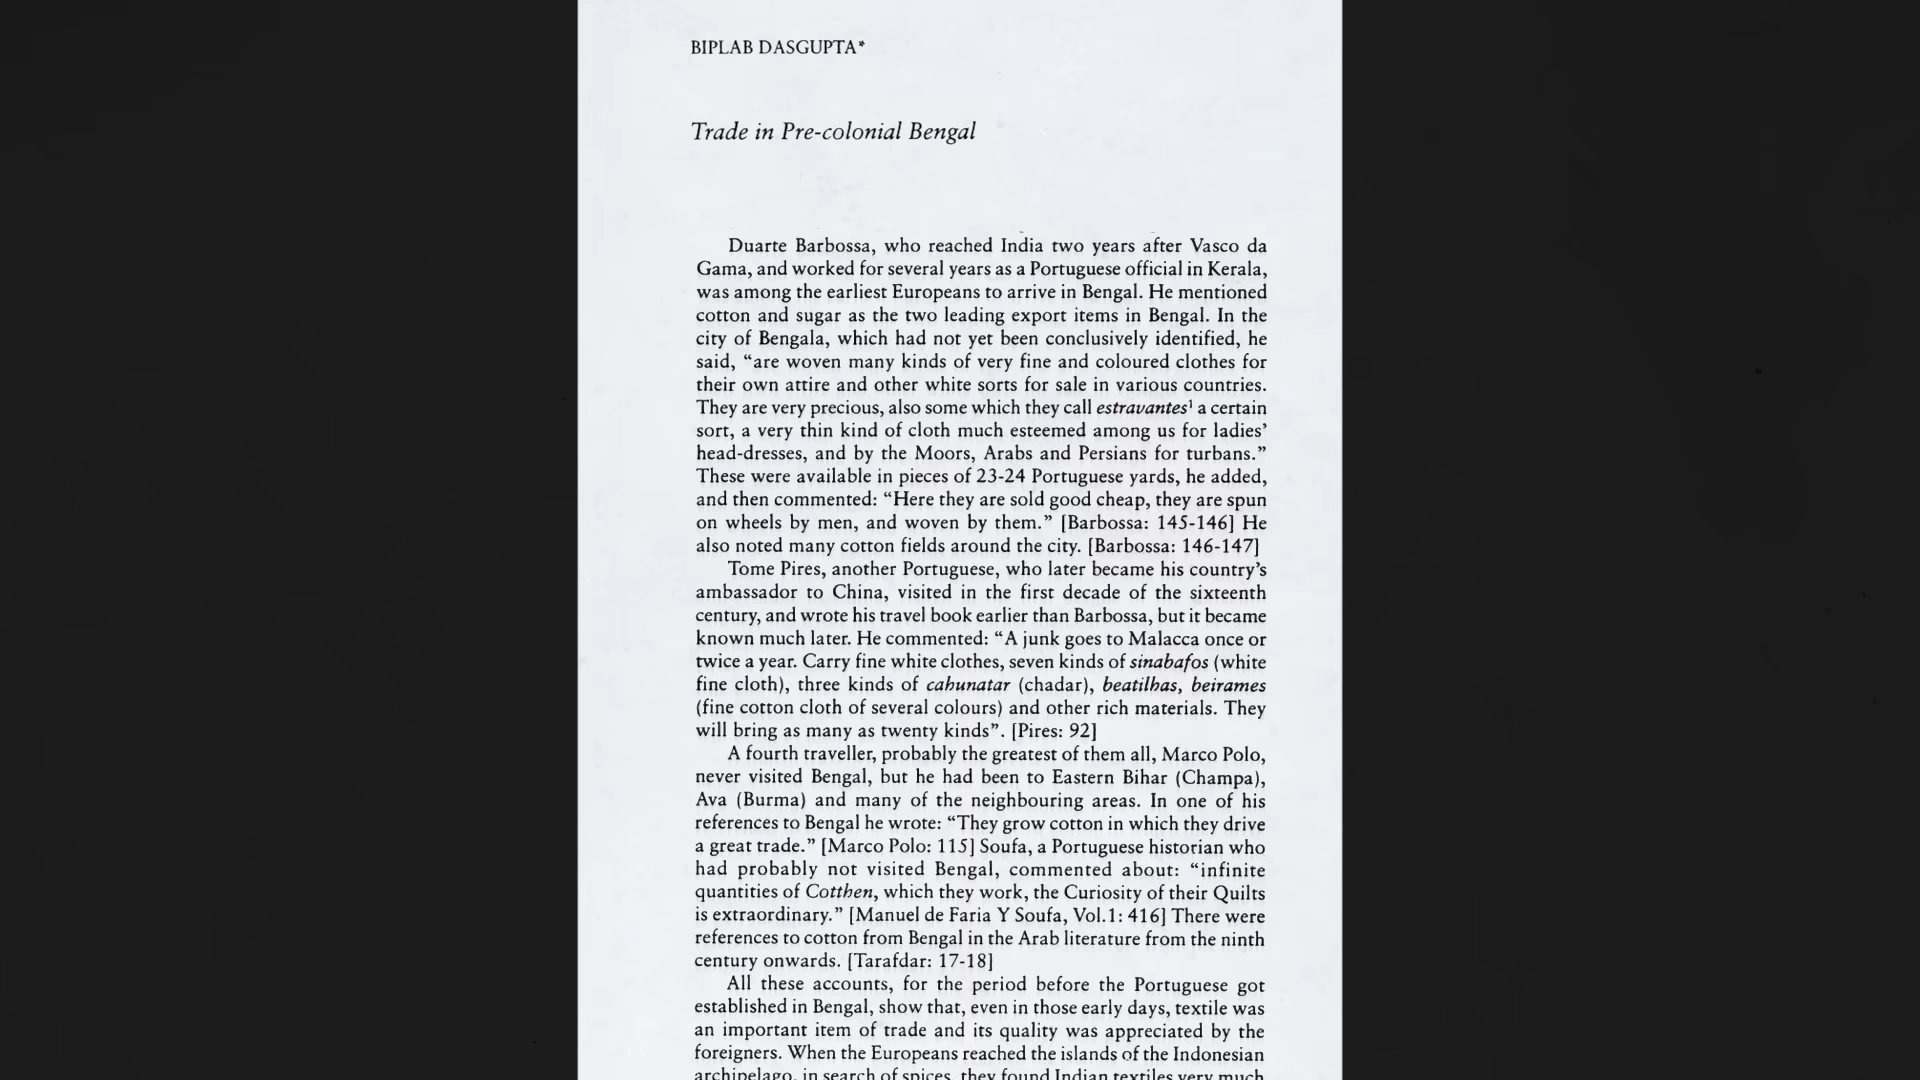 BIPLAB DASGUPTA*
Trade in Pre-colonial Bengal
Duarte Barbossa, who reached India two years after Vasco da
Gama, and worked for several years as a Portuguese official in Kerala,
was among the earliest Europeans to arrive in Bengal. He mentioned
cotton and sugar as the two leading export items in Bengal. In the
city of Bengala, which had not yet been conclusively identified, he
said, “are woven many kinds of very fine and coloured clothes for
their own attire and other white sorts for sale in various countries.
They are very precious, also some which they call estravantes¹ a certain
sort, a very thin kind of cloth much esteemed among us for ladies’
head-dresses, and by the Moors, Arabs and Persians for turbans.”
These were available in pieces of 23-24 Portuguese yards, he added,
and then commented: “Here they are sold good cheap, they are spun
on wheels by men, and woven by them.” [Barbossa: 145-146] He
also noted many cotton fields around the city. [Barbossa: 146-147]
Tome Pires, another Portuguese, who later became his country’s
ambassador to China, visited in the first decade of the sixteenth
century, and wrote his travel book earlier than Barbossa, but it became
known much later. He commented: “A junk goes to Malacca once or
twice a year. Carry fine white clothes, seven kinds of sinabafos (white
fine cloth), three kinds of cahunatar (chadar), beatilhas, beirames
(fine cotton cloth of several colours) and other rich materials. They
will bring as many as twenty kinds”. [Pires: 92]
A fourth traveller, probably the greatest of them all, Marco Polo,
never visited Bengal, but he had been to Eastern Bihar (Champa),
Ava (Burma) and many of the neighbouring areas. In one of his
references to Bengal he wrote: “They grow cotton in which they drive
a great trade.” [Marco Polo: 115] Soufa, a Portuguese historian who
had probably not visited Bengal, commented about: “infinite
quantities of Cotthen, which they work, the Curiosity of their Quilts
is extraordinary.” [Manuel de Faria Y Soufa, Vol.1: 416] There were
references to cotton from Bengal in the Arab literature from the ninth
century onwards. [Tarafdar: 17-18]
All these accounts, for the period before the Portuguese got
established in Bengal, show that, even in those early days, textile was
an important item of trade and its quality was appreciated by the
foreigners. When the Europeans reached the islands of the Indonesian
archipelago, in search of spices, they found Indian textiles very much